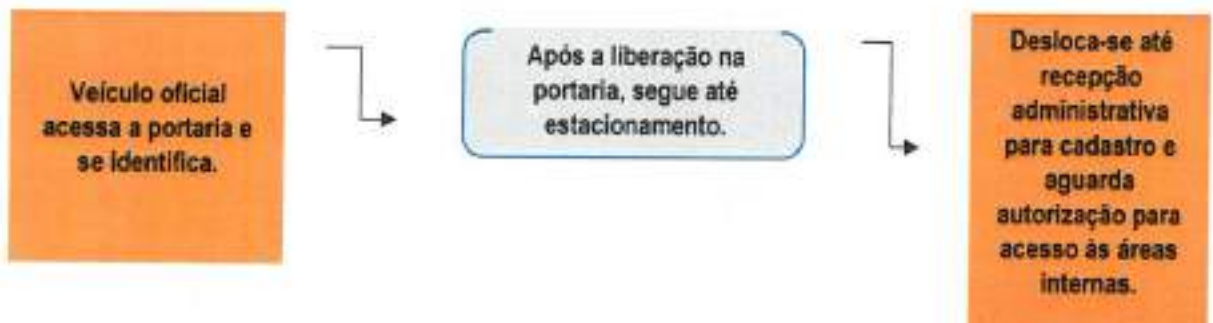 Veículo oficial
acessa a portaria e
se identifica.
Após a liberação na
portaria, segue até
estacionamento.
Desloca-se até
recepção
administrativa
para cadastro e
aguarda
autorização para
acesso às áreas
internas.